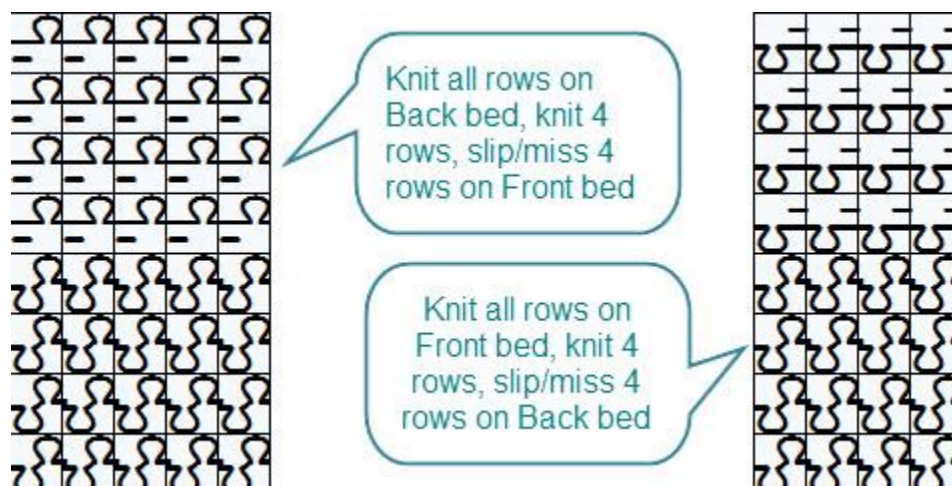 Knit all rows on
Back bed, knit 4
rows, slip/miss 4
rows on Front bed
Knit all rows on
Front bed, knit 4
rows, slip/miss 4
rows on Back bed